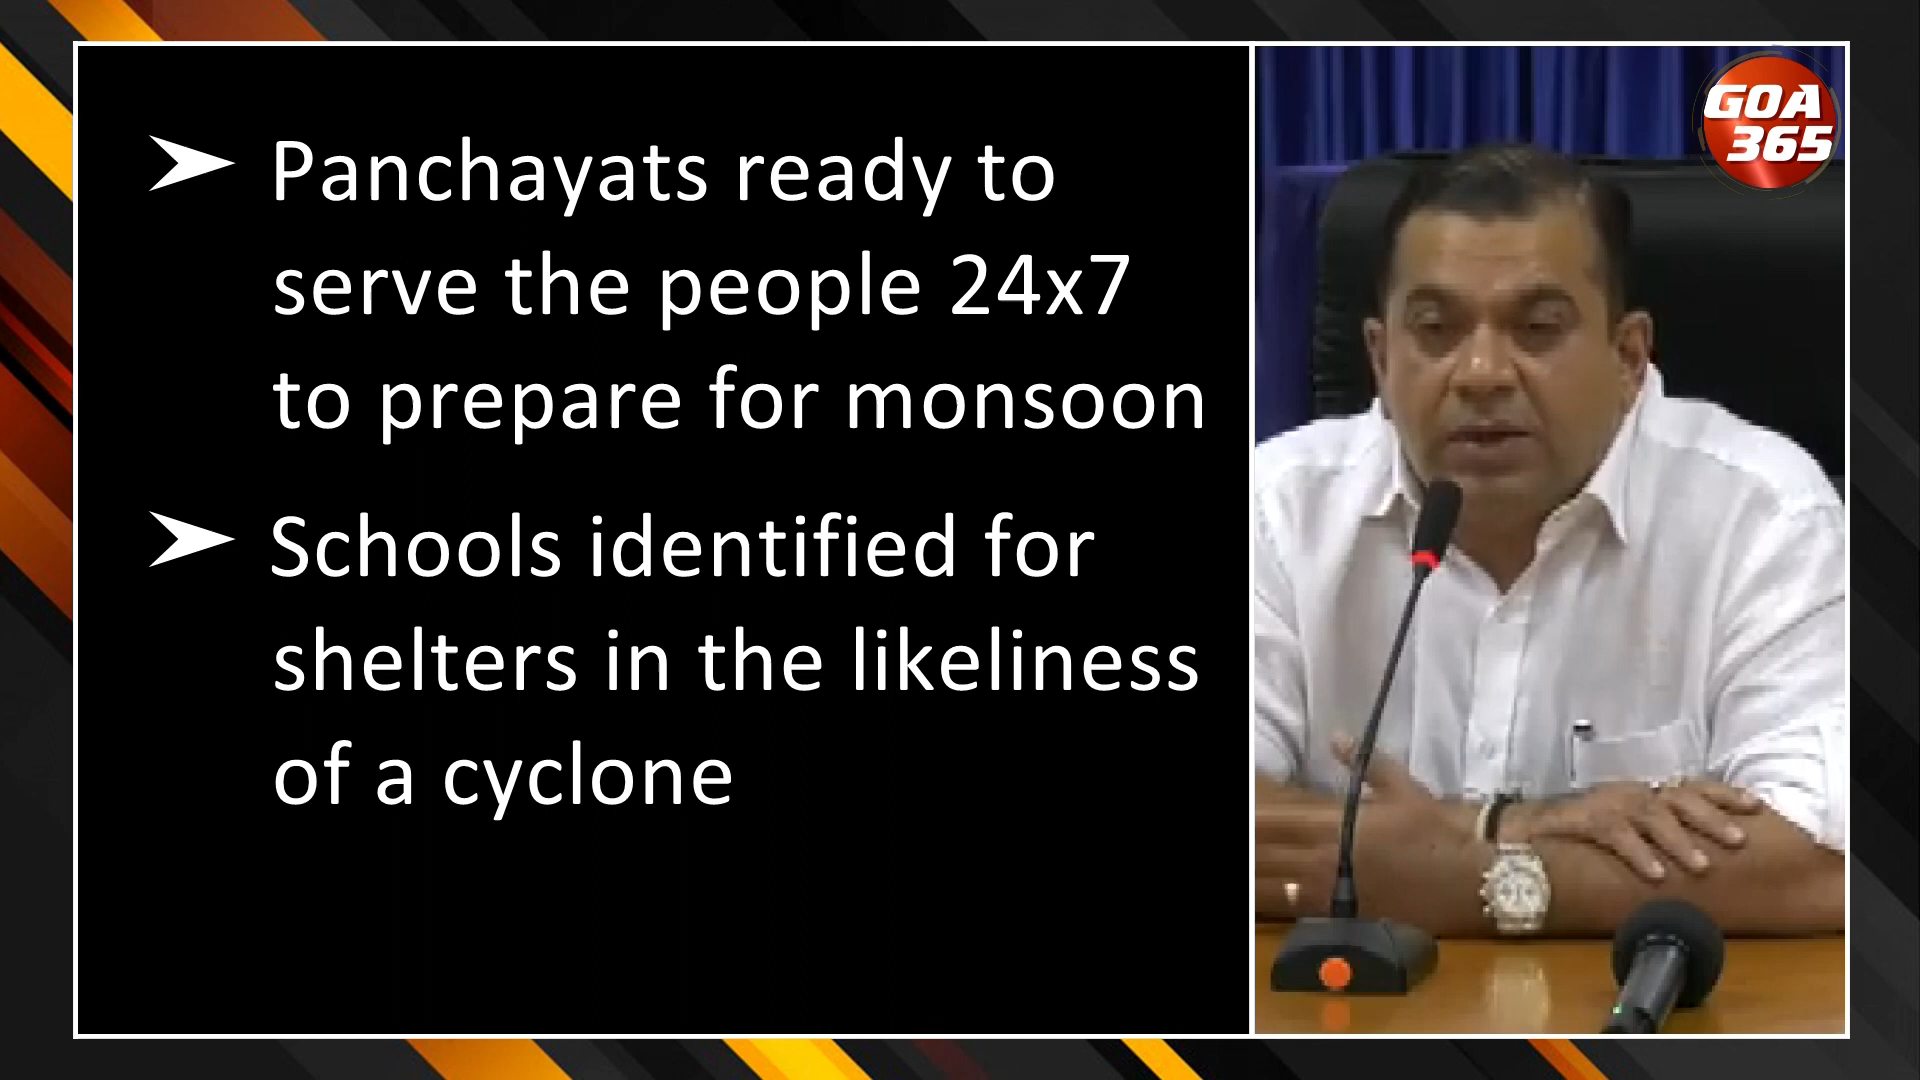 Panchayats ready to
serve the people 24x7
to prepare for monsoon
Schools identified for
shelters in the likeliness
of a cyclone
GOA
365